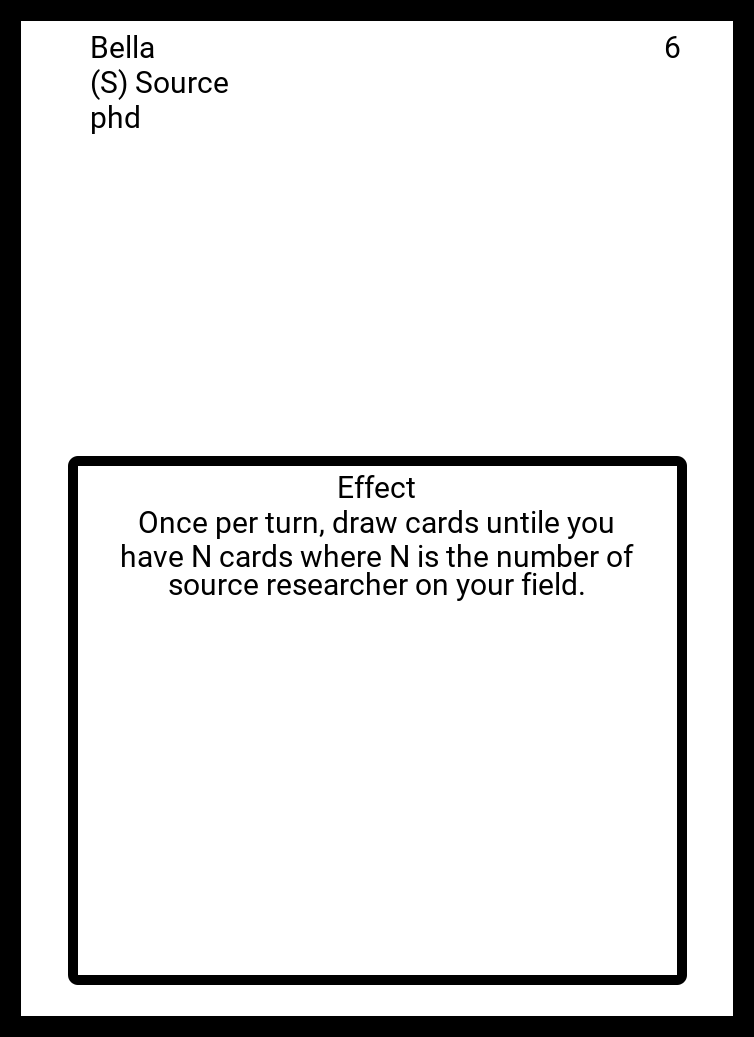 Bella
6
(S) Source
phd
Effect
Once per turn, draw cards untile you
have N cards where N is the number of
source researcher on your field.